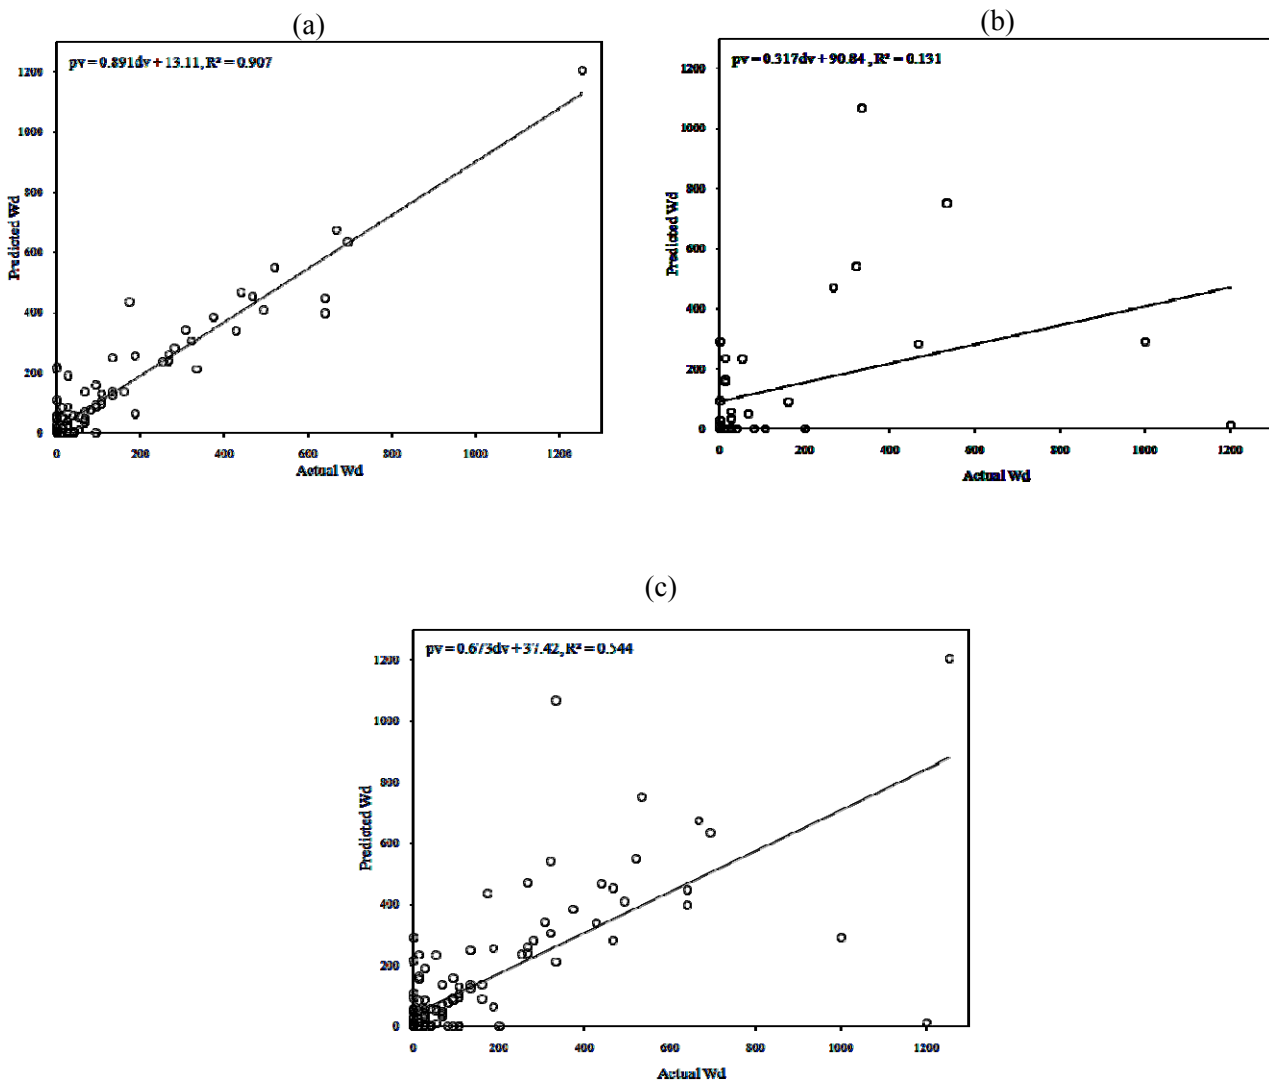 (a)
pv = 0.891dv + 13.11, R² = 0.907
1200
1000
800
600
400
200
0
Predicted Wd
0 200 400 600 800 1000 1200
Actual Wd
(b)
pv = 0.317dv + 90.84 , R² = 0.131
1200
1000
800
600
400
200
0
Predicted Wd
0 200 400 600 800 1000 1200
Actual Wd
(c)
pv = 0.673dv + 37.42, R² = 0.544
1200
1000
800
600
400
200
0
Predicted Wd
0 200 400 600 800 1000 1200
Actual Wd